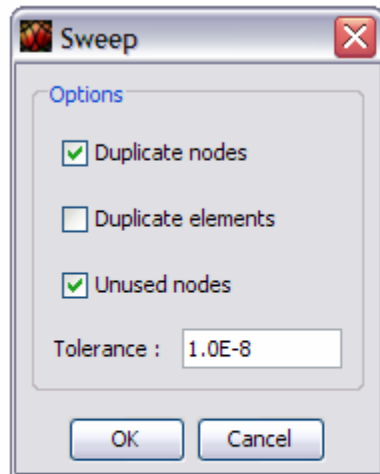 Sweep
Options
Duplicate nodes
Duplicate elements
Unused nodes
Tolerance : 1.0E-8
OK Cancel